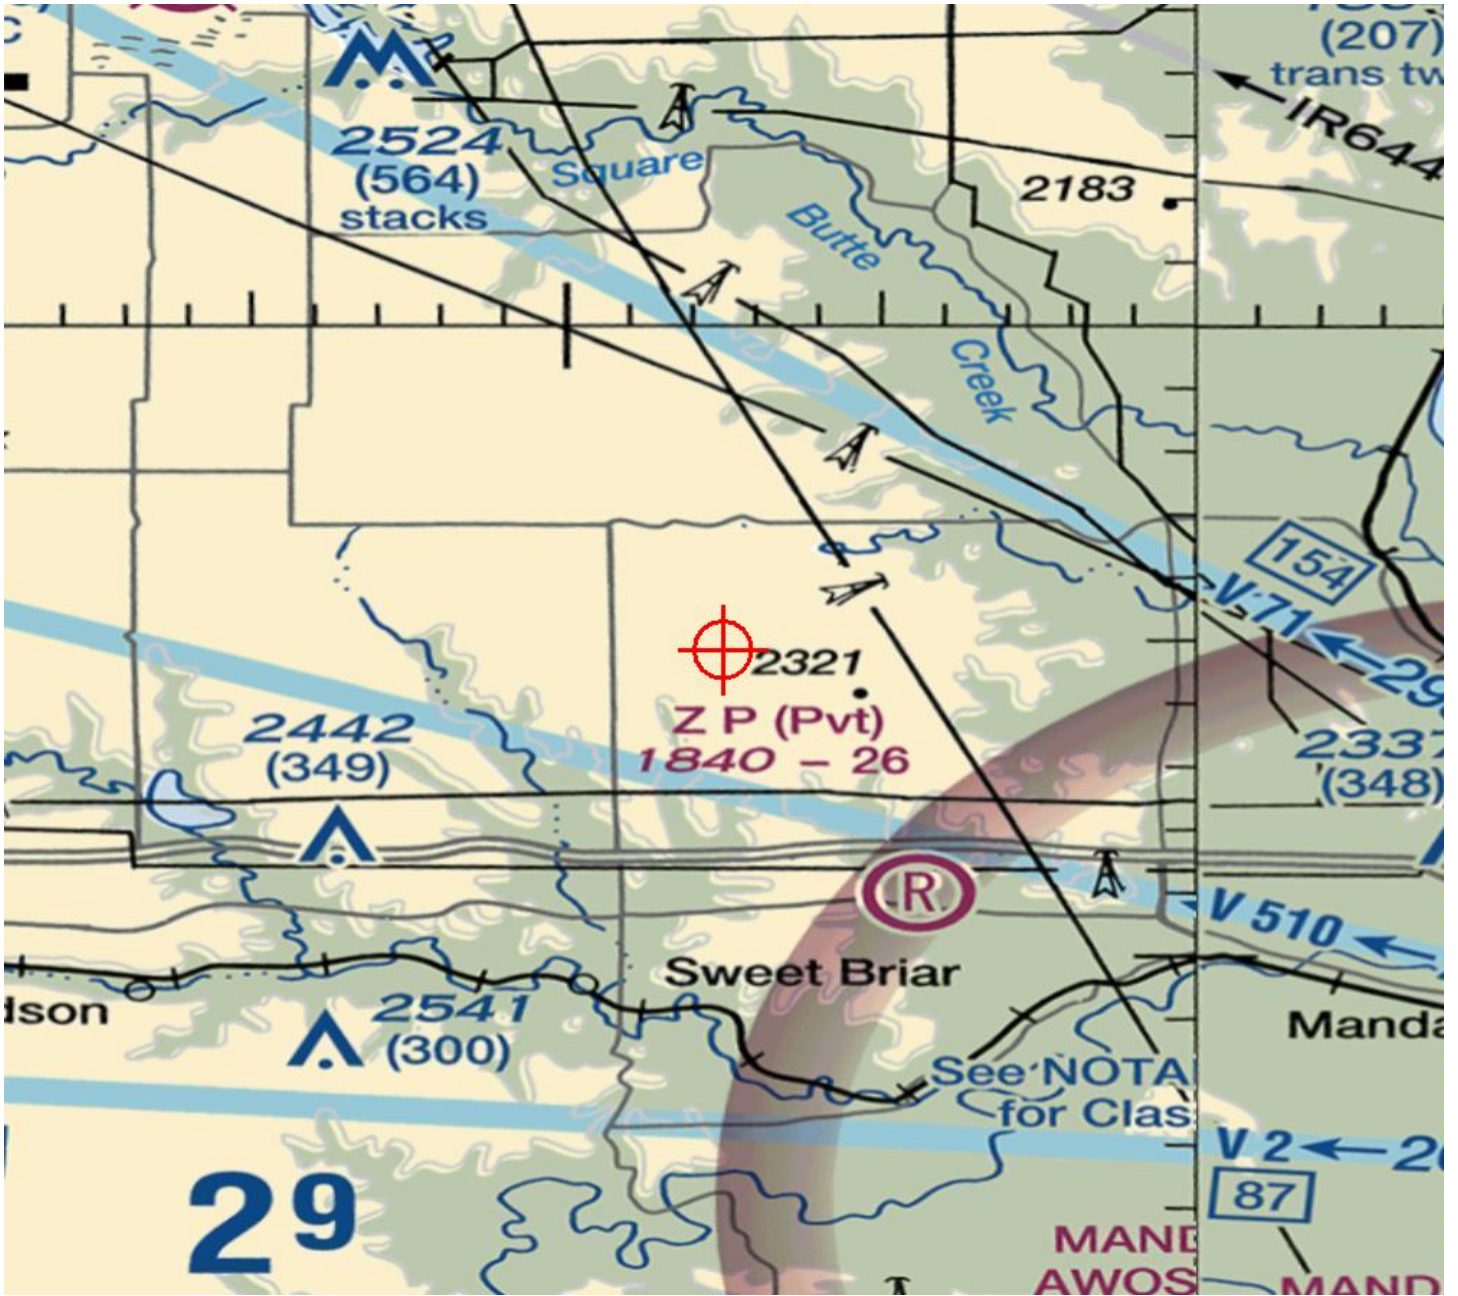 (207)
trans tw
IR644
2524
(564)
stacks
Square
Butte
Creek
2183
154
V 71
29
2321
Z P (Pvt)
1840 – 26
2442
(349)
2337
(348)
R
V 510
Sweet Briar
dson
2541
(300)
Manda
See NOTA
for Clas
V 2
2
87
29
MAND
AWOS
MAND